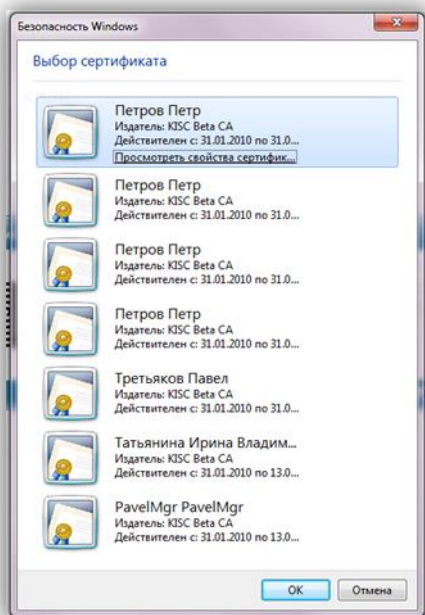 Безопасность Windows
Выбор сертификата
Петров Петр
Издатель: KISC Beta CA
Действителен с: 31.01.2010 по 31.0...
Просмотреть свойства сертифик...
Петров Петр
Издатель: KISC Beta CA
Действителен с: 31.01.2010 по 31.0...
Петров Петр
Издатель: KISC Beta CA
Действителен с: 31.01.2010 по 31.0...
Петров Петр
Издатель: KISC Beta CA
Действителен с: 31.01.2010 по 31.0...
Третьяков Павел
Издатель: KISC Beta CA
Действителен с: 31.01.2010 по 31.0...
Татьянина Ирина Владим...
Издатель: KISC Beta CA
Действителен с: 31.01.2010 по 13.0...
PavelMgr PavelMgr
Издатель: KISC Beta CA
Действителен с: 31.01.2010 по 13.0...
OK Отмена